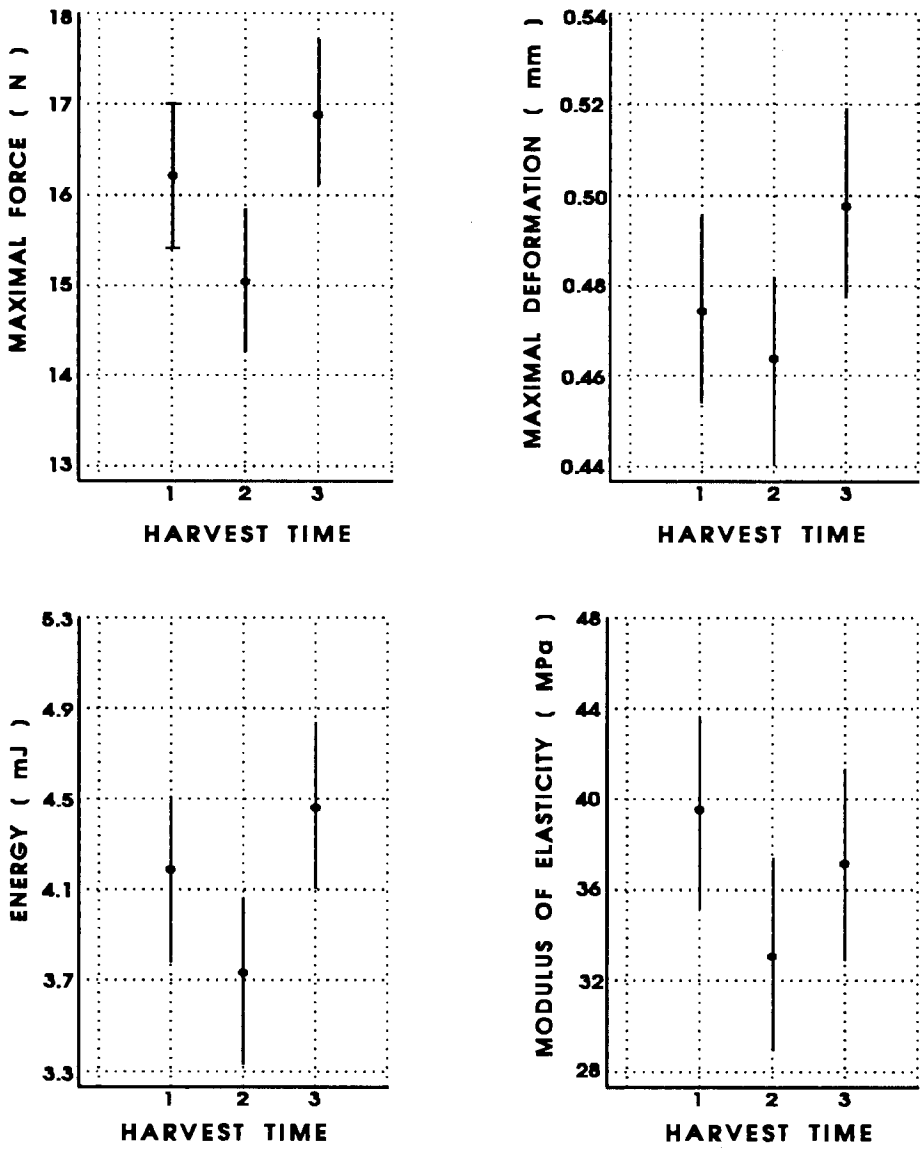 MAXIMAL FORCE ( N )
18
17
16
15
14
13
1 2 3
HARVEST TIME
MAXIMAL DEFORMATION ( mm )
0.54
0.52
0.50
0.48
0.46
0.44
1 2 3
HARVEST TIME
ENERGY ( mJ )
5.3
4.9
4.5
4.1
3.7
3.3
1 2 3
HARVEST TIME
MODULUS OF ELASTICITY ( MPa )
48
44
40
36
32
28
1 2 3
HARVEST TIME